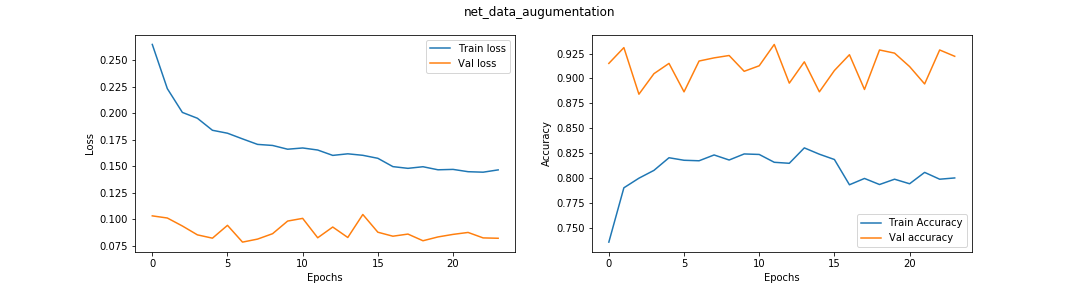 net_data_augumentation
Train loss
Val loss
0.250
0.225
0.200
0.175
0.150
0.125
0.100
0.075
Loss
0 5 10 15 20
Epochs
0.925
0.900
0.875
0.850
0.825
0.800
0.775
0.750
Accuracy
Train Accuracy
Val accuracy
0 5 10 15 20
Epochs